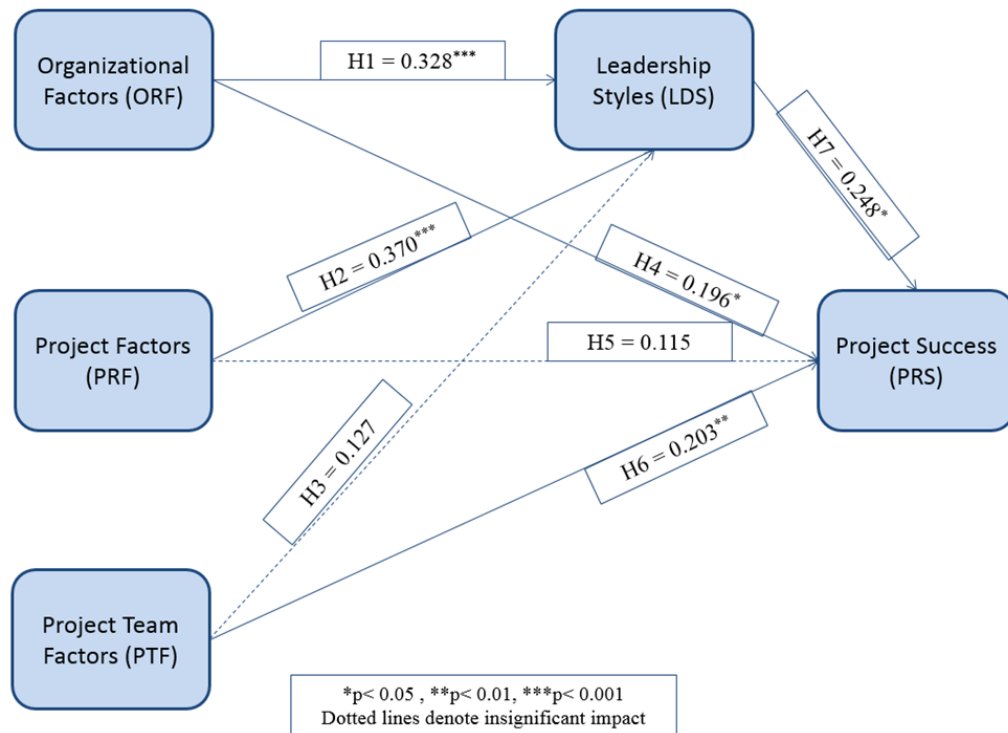 Organizational
Factors (ORF)
H1 = 0.328***
Leadership
Styles (LDS)
H7 = 0.248*
H2 = 0.370***
H4 = 0.196*
Project Factors
(PRF)
H5 = 0.115
Project Success
(PRS)
H3 = 0.127
H6 = 0.203**
Project Team
Factors (PTF)
*p< 0.05 , **p< 0.01, ***p< 0.001
Dotted lines denote insignificant impact